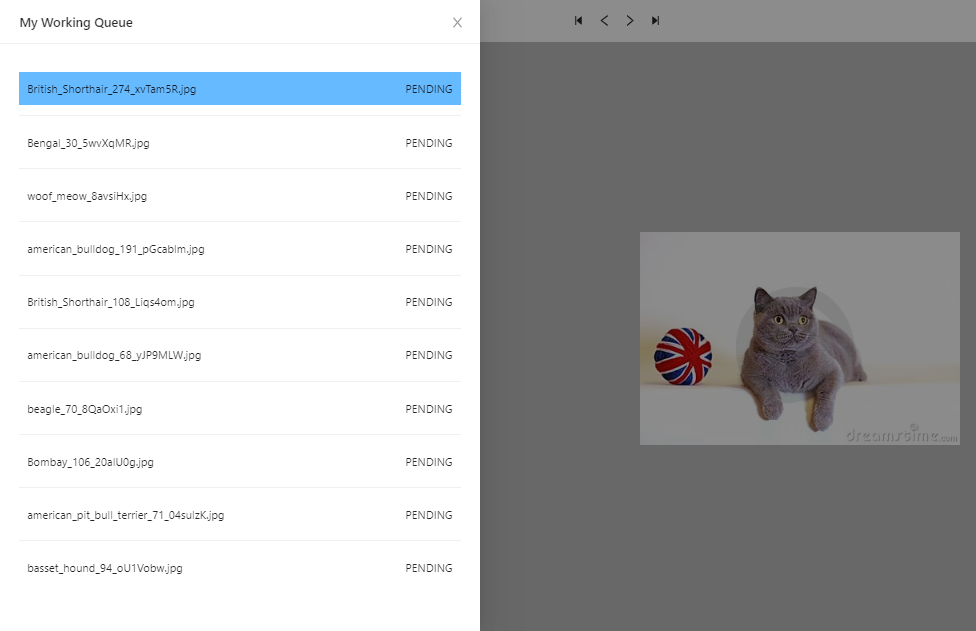 My Working Queue
British_Shorthair_274_xvTam5R.jpg PENDING
Bengal_30_5wvXqMR.jpg PENDING
woof_meow_8avsiHx.jpg PENDING
american_bulldog_191_pGcablm.jpg PENDING
British_Shorthair_108_Liqs4om.jpg PENDING
american_bulldog_68_yJP9MLW.jpg PENDING
beagle_70_8QaOxi1.jpg PENDING
Bombay_106_20alU0g.jpg PENDING
american_pit_bull_terrier_71_04sulzK.jpg PENDING
basset_hound_94_oU1Vobw.jpg PENDING
dreamstime.com